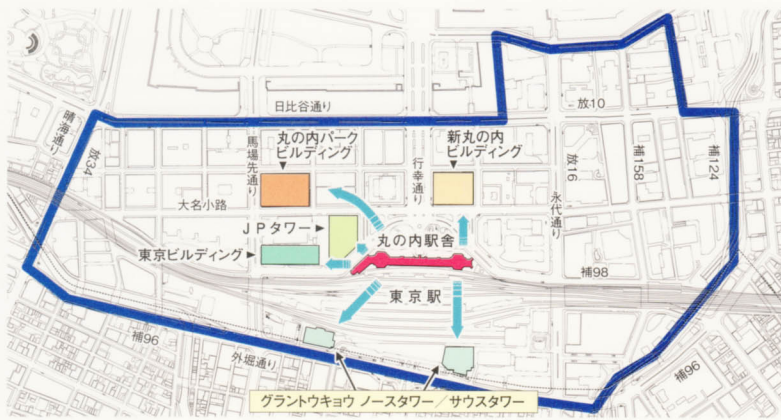 日比谷通り
放10
晴海通り
放34
馬場先通り
丸の内パーク
ビルディング
行幸通り
新丸の内
ビルディング
放16
永代通り
補158
補124
大名小路
ＪＰタワー
丸の内駅舎
東京ビルディング
補98
東京駅
補96
外堀通り
補96
グラントウキョウ ノースタワー／サウスタワー